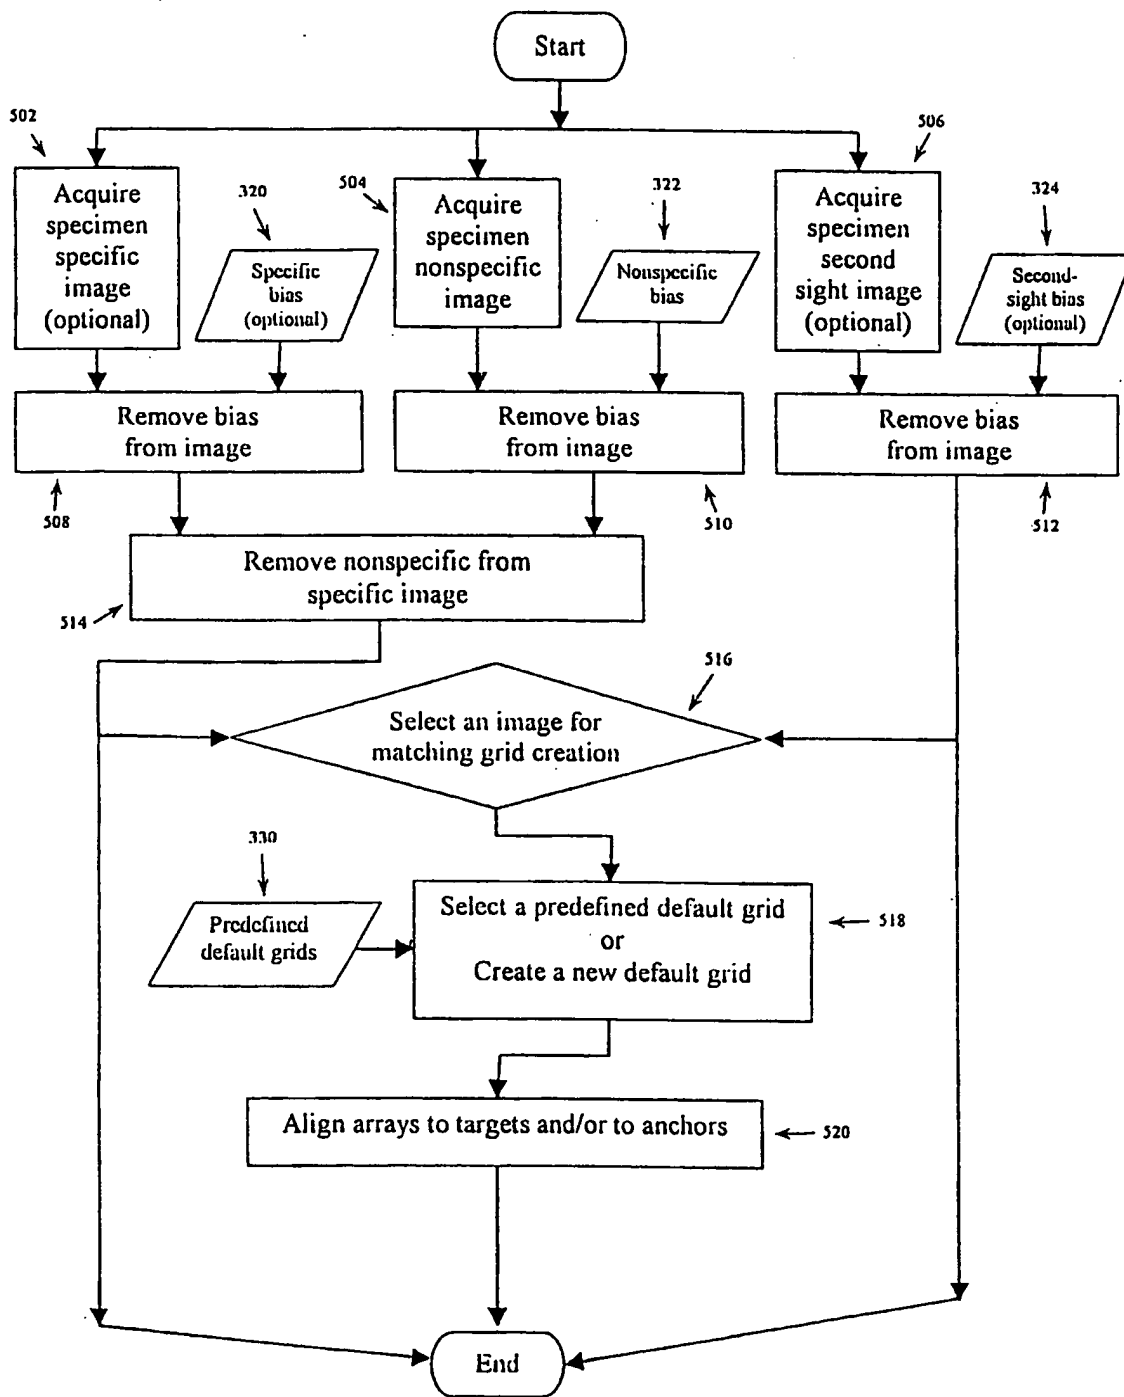 Start
502
506
Acquire
specimen
specific
image
(optional)
320
Specific
bias
(optional)
504
Acquire
specimen
nonspecific
image
322
Nonspecific
bias
Acquire
specimen
second
sight image
(optional)
324
Second-
sight bias
(optional)
Remove bias
from image
Remove bias
from image
Remove bias
from image
508
510
512
Remove nonspecific from
specific image
514
516
Select an image for
matching grid creation
330
Predefined
default grids
Select a predefined default grid
or
Create a new default grid
518
Align arrays to targets and/or to anchors
520
End